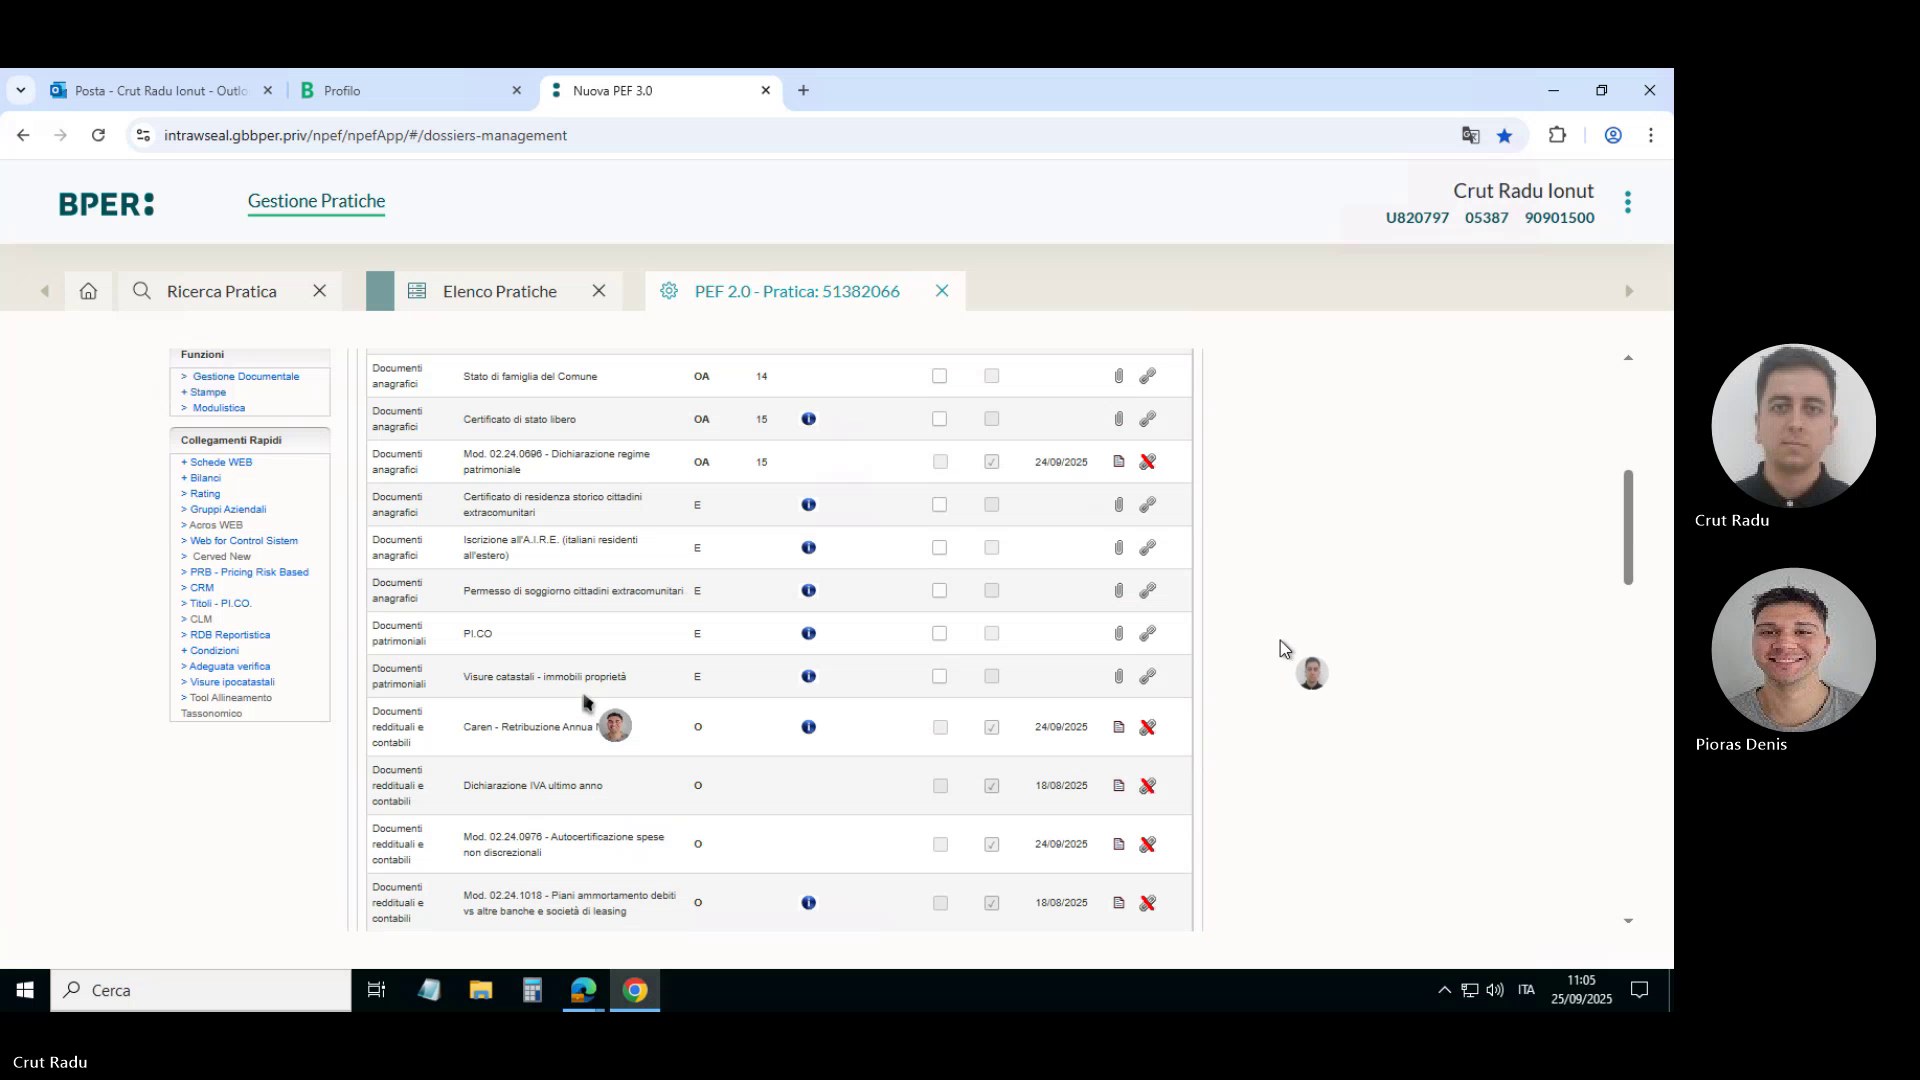 Posta - Crut Radu Ionut - Outlo
Profilo
Nuova PEF 3.0
intrawseal.gbbper.priv/npef/npefApp/#/dossiers-management
BPER:
Gestione Pratiche
Crut Radu Ionut
U820797 05387 90901500
Ricerca Pratica
Elenco Pratiche
PEF 2.0 - Pratica: 51382066
Funzioni
> Gestione Documentale
+ Stampe
> Modulistica
Collegamenti Rapidi
+ Schede WEB
+ Bilanci
> Rating
> Gruppi Aziendali
> Acros WEB
> Web for Control Sistem
> Cerved New
> PRB - Pricing Risk Based
> CRM
> Titoli - PI.CO.
> CLM
> RDB Reportistica
+ Condizioni
> Adeguata verifica
> Visure ipocatastali
> Tool Allineamento
Tassonomico
Documenti anagrafici Stato di famiglia del Comune OA 14
Documenti anagrafici Certificato di stato libero OA 15
Documenti anagrafici Mod. 02.24.0696 - Dichiarazione regime patrimoniale OA 15 24/09/2025
Documenti anagrafici Certificato di residenza storico cittadini extracomunitari E
Documenti anagrafici Iscrizione all'A.I.R.E. (italiani residenti all'estero) E
Documenti anagrafici Permesso di soggiorno cittadini extracomunitari E
Documenti patrimoniali PI.CO E
Documenti patrimoniali Visure catastali - immobili proprietà E
Documenti reddituali e contabili Caren - Retribuzione Annua O 24/09/2025
Documenti reddituali e contabili Dichiarazione IVA ultimo anno O 18/08/2025
Documenti reddituali e contabili Mod. 02.24.0976 - Autocertificazione spese non discrezionali O 24/09/2025
Documenti reddituali e contabili Mod. 02.24.1018 - Piani ammortamento debiti vs altre banche e società di leasing O 18/08/2025
Cerca
ITA
11:05
25/09/2025
Crut Radu
Pioras Denis
Crut Radu